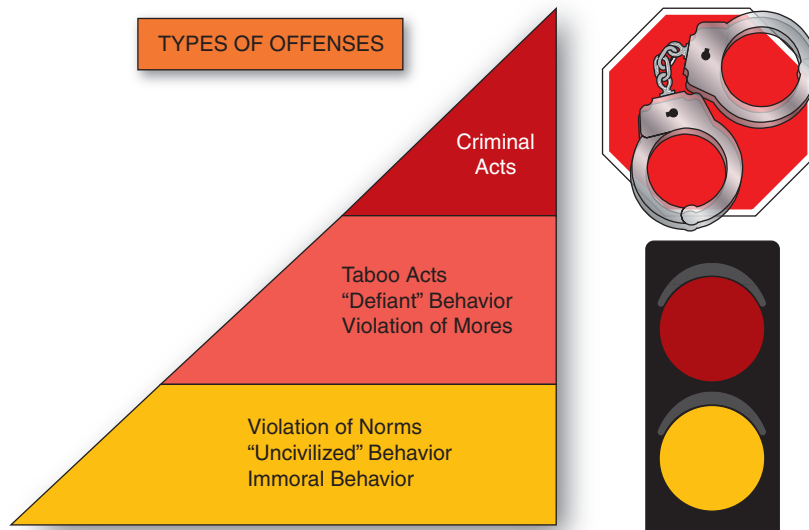 TYPES OF OFFENSES
Criminal
Acts
Taboo Acts
“Defiant” Behavior
Violation of Mores
Violation of Norms
“Uncivilized” Behavior
Immoral Behavior